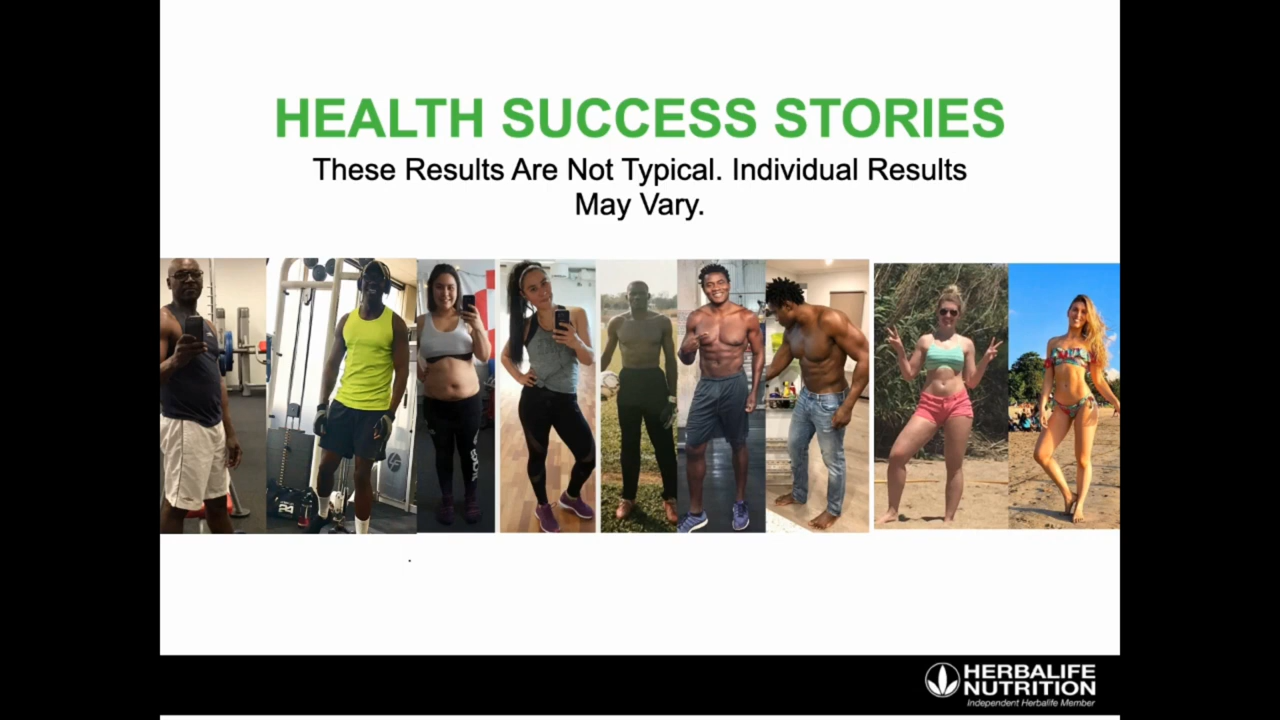 HEALTH SUCCESS STORIES
These Results Are Not Typical. Individual Results
May Vary.
HERBALIFE
NUTRITION
Independent Herbalife Member